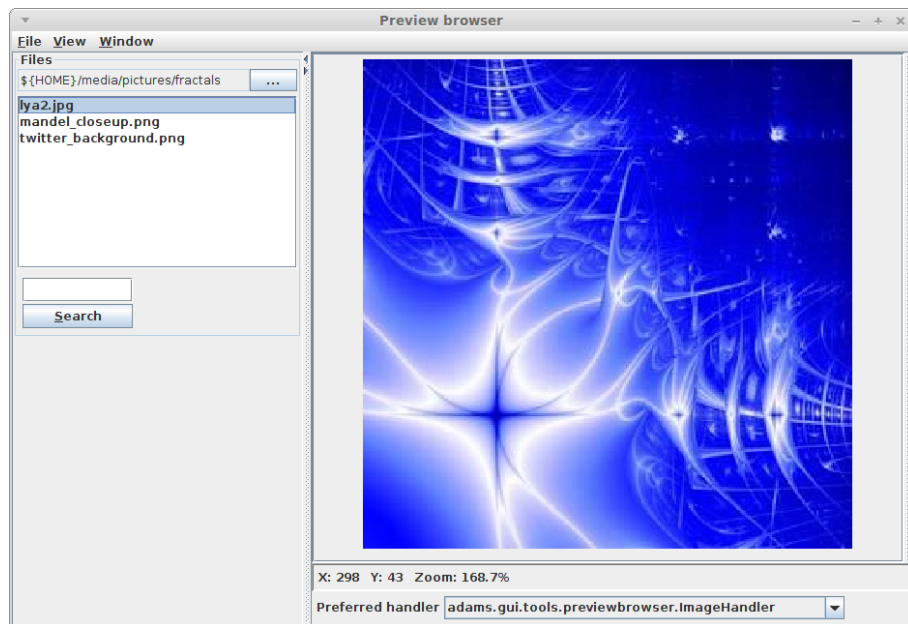 Preview browser
File View Window
Files
${HOME}/media/pictures/fractals ...
lya2.jpg
mandel_closeup.png
twitter_background.png
Search
X: 298 Y: 43 Zoom: 168.7%
Preferred handler adams.gui.tools.previewbrowser.ImageHandler